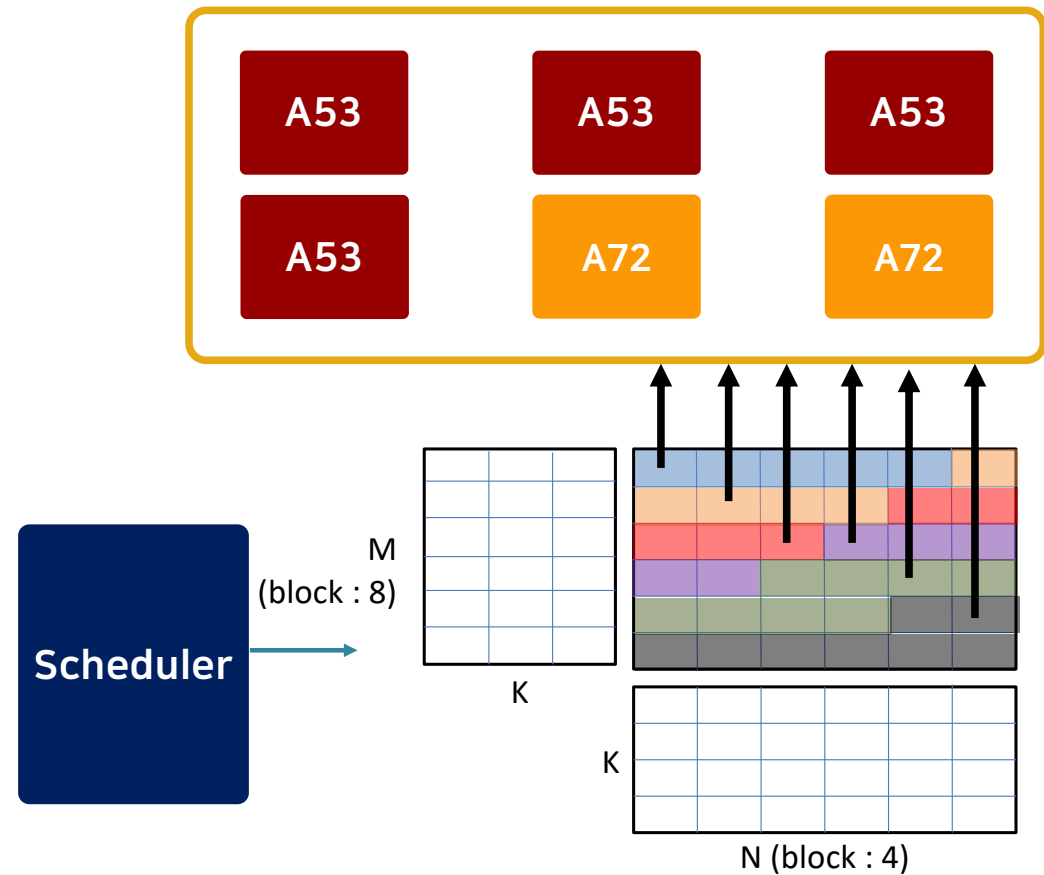 A53
A53
A53
A53
A72
A72
M
(block : 8)
Scheduler
K
K
N (block : 4)